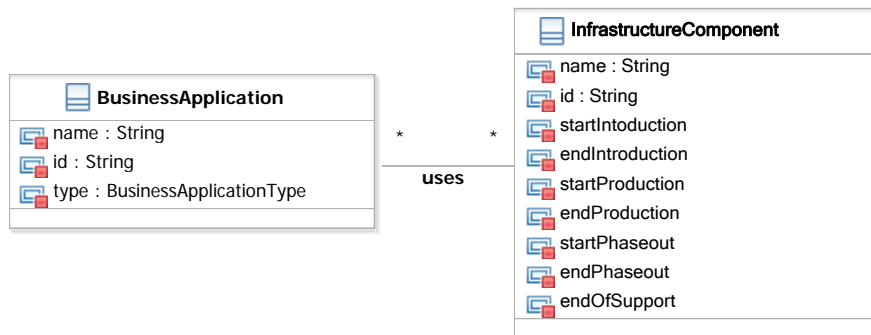 BusinessApplication
name : String
id : String
type : BusinessApplicationType
* *
uses
InfrastructureComponent
name : String
id : String
startIntoduction
endIntroduction
startProduction
endProduction
startPhaseout
endPhaseout
endOfSupport